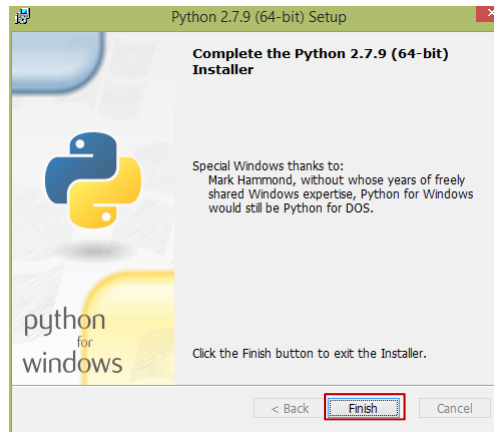 Python 2.7.9 (64-bit) Setup
Complete the Python 2.7.9 (64-bit)
Installer
Special Windows thanks to:
Mark Hammond, without whose years of freely
shared Windows expertise, Python for Windows
would still be Python for DOS.
python
for
windows
Click the Finish button to exit the Installer.
< Back
Finish
Cancel